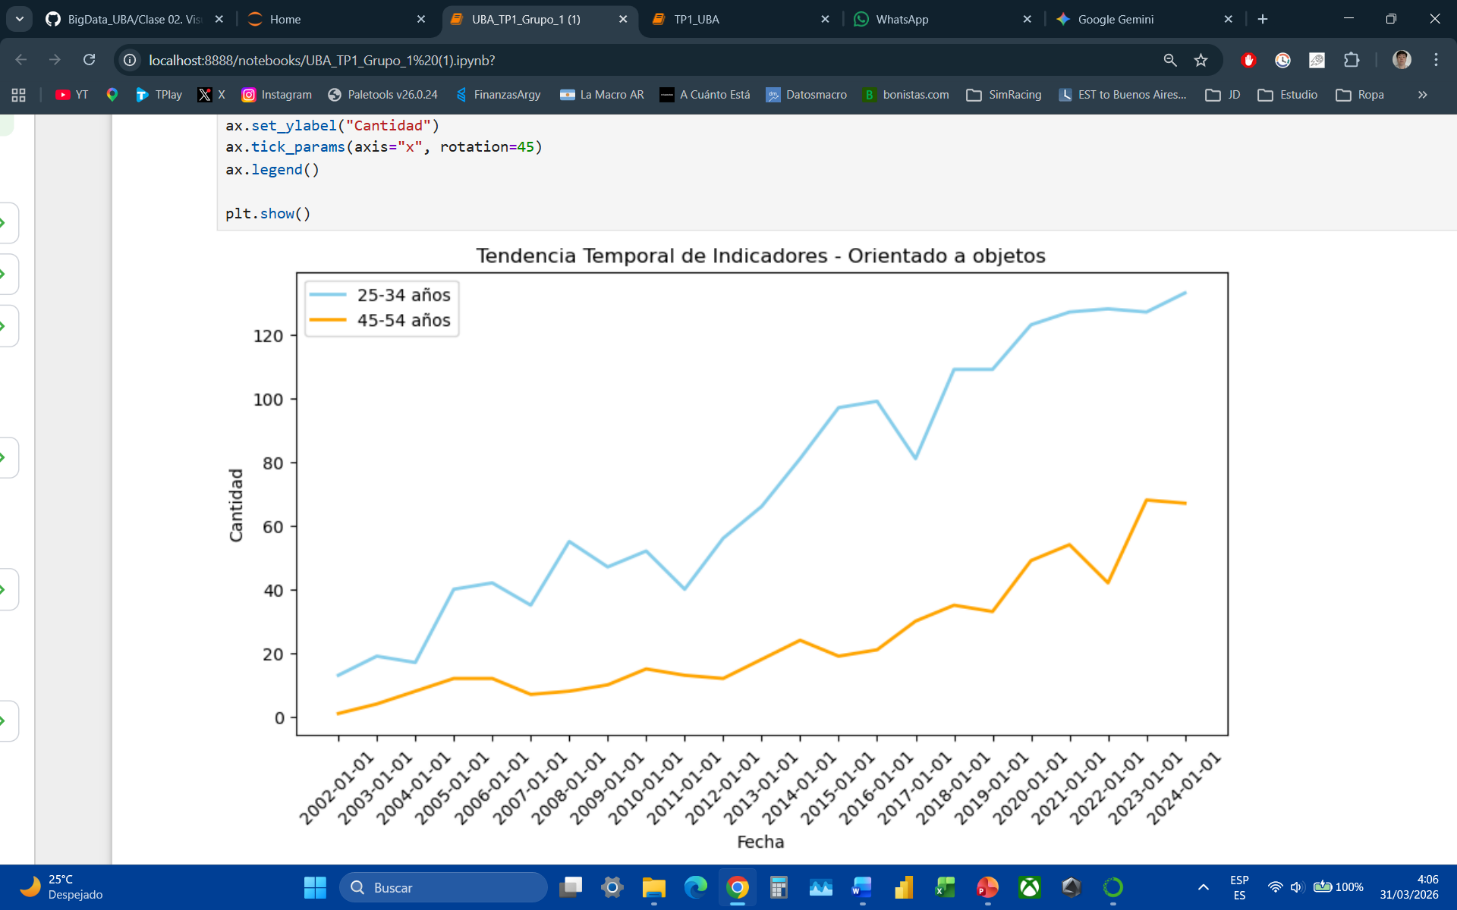 BigData_UBA/Clase 02. Vis
Home
UBA_TP1_Grupo_1 (1)
TP1_UBA
WhatsApp
Google Gemini
localhost:8888/notebooks/UBA_TP1_Grupo_1%20(1).ipynb?
YT
TPlay
X
Instagram
Paletools v26.0.24
FinanzasArgy
La Macro AR
A Cuánto Está
Datosmacro
bonistas.com
SimRacing
EST to Buenos Aires...
JD
Estudio
Ropa
»
ax.set_ylabel("Cantidad")
ax.tick_params(axis="x", rotation=45)
ax.legend()
plt.show()
Tendencia Temporal de Indicadores - Orientado a objetos
25-34 años
45-54 años
120
100
80
60
40
20
0
Cantidad
2002-01-01
2003-01-01
2004-01-01
2005-01-01
2006-01-01
2007-01-01
2008-01-01
2009-01-01
2010-01-01
2011-01-01
2012-01-01
2013-01-01
2014-01-01
2015-01-01
2016-01-01
2017-01-01
2018-01-01
2019-01-01
2020-01-01
2021-01-01
2022-01-01
2023-01-01
2024-01-01
Fecha
25°C
Despejado
Buscar
ESP
ES
100%
4:06
31/03/2026